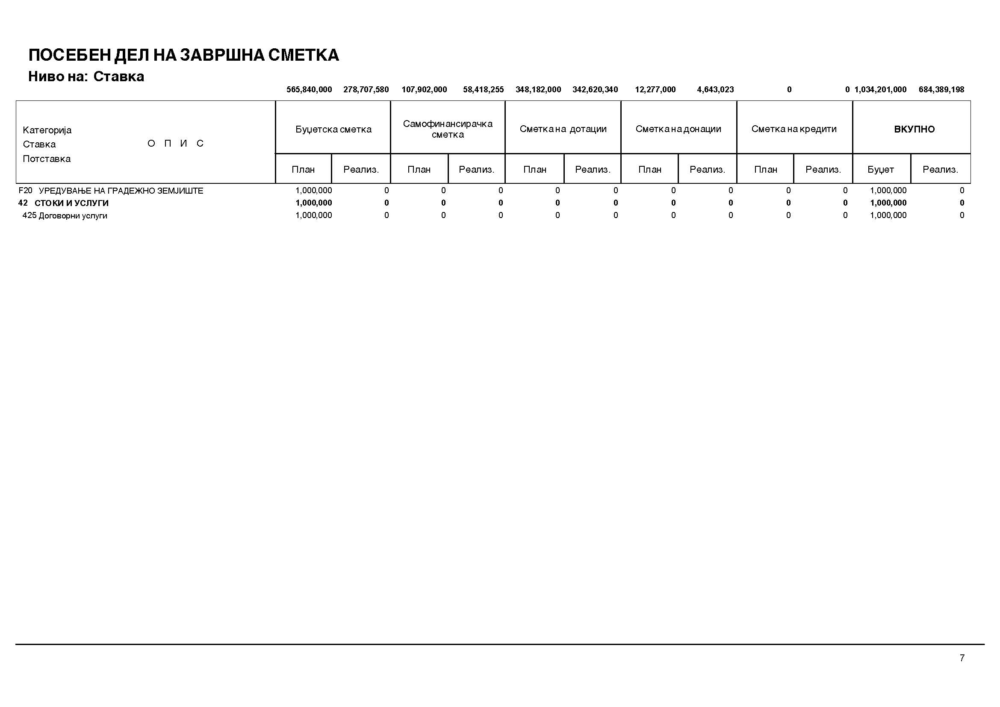 ПОСЕБЕН ДЕЛ НА ЗАВРШНА СМЕТКА
Ниво на: Ставка
565,840,000 278,707,580 107,902,000 58,418,255 348,182,000 342,620,340 12,277,000 4,643,023 0 0 1,034,201,000 684,389,198
Категорија
Ставка О П И С
Потставка
Буџетска сметка
Самофинансирачка
сметка
Сметка на дотации
Сметка на донации
Сметка на кредити
ВКУПНО
План Реализ. План Реализ. План Реализ. План Реализ. План Реализ. Буџет Реализ.
F20 УРЕДУВАЊЕ НА ГРАДЕЖНО ЗЕМЈИШТЕ 1,000,000 0 0 0 0 0 0 0 0 0 1,000,000 0
42 СТОКИ И УСЛУГИ 1,000,000 0 0 0 0 0 0 0 0 0 1,000,000 0
425 Договорни услуги 1,000,000 0 0 0 0 0 0 0 0 0 1,000,000 0
7